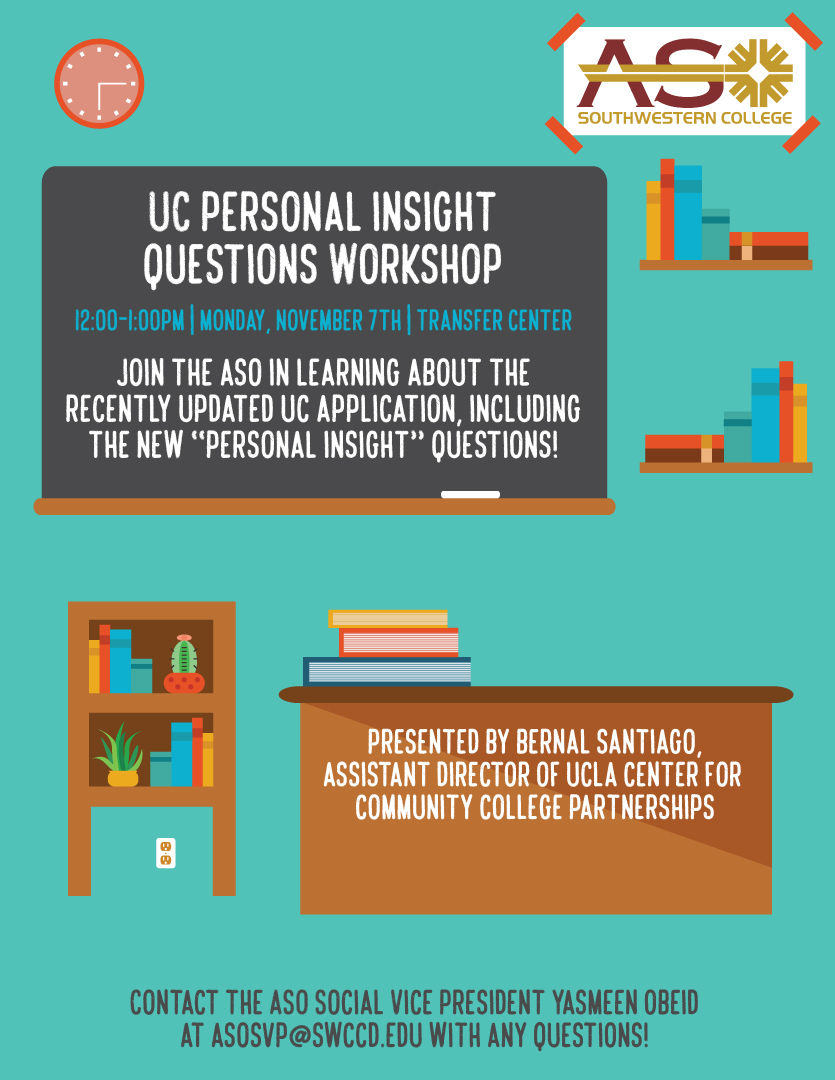 ASO
SOUTHWESTERN COLLEGE
UC PERSONAL INSIGHT
QUESTIONS WORKSHOP
12:00-1:00PM | MONDAY, NOVEMBER 7TH | TRANSFER CENTER
JOIN THE ASO IN LEARNING ABOUT THE
RECENTLY UPDATED UC APPLICATION, INCLUDING
THE NEW “PERSONAL INSIGHT” QUESTIONS!
PRESENTED BY BERNAL SANTIAGO,
ASSISTANT DIRECTOR OF UCLA CENTER FOR
COMMUNITY COLLEGE PARTNERSHIPS
CONTACT THE ASO SOCIAL VICE PRESIDENT YASMEEN OBEID
AT ASOSVP@SWCCD.EDU WITH ANY QUESTIONS!